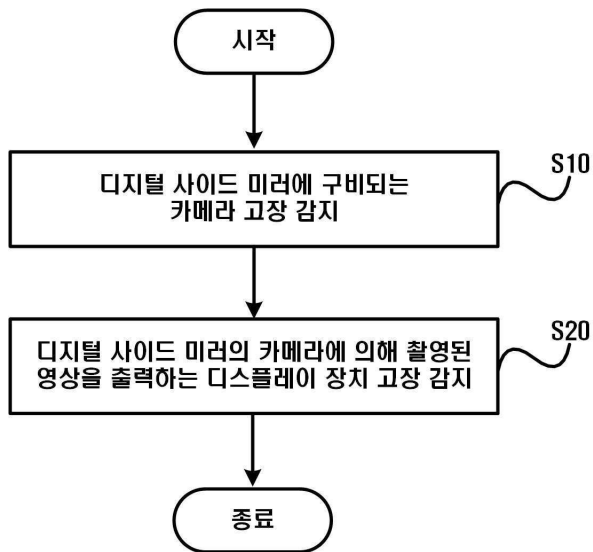 시작
디지털 사이드 미러에 구비되는
카메라 고장 감지
S10
디지털 사이드 미러의 카메라에 의해 촬영된
영상을 출력하는 디스플레이 장치 고장 감지
S20
종료